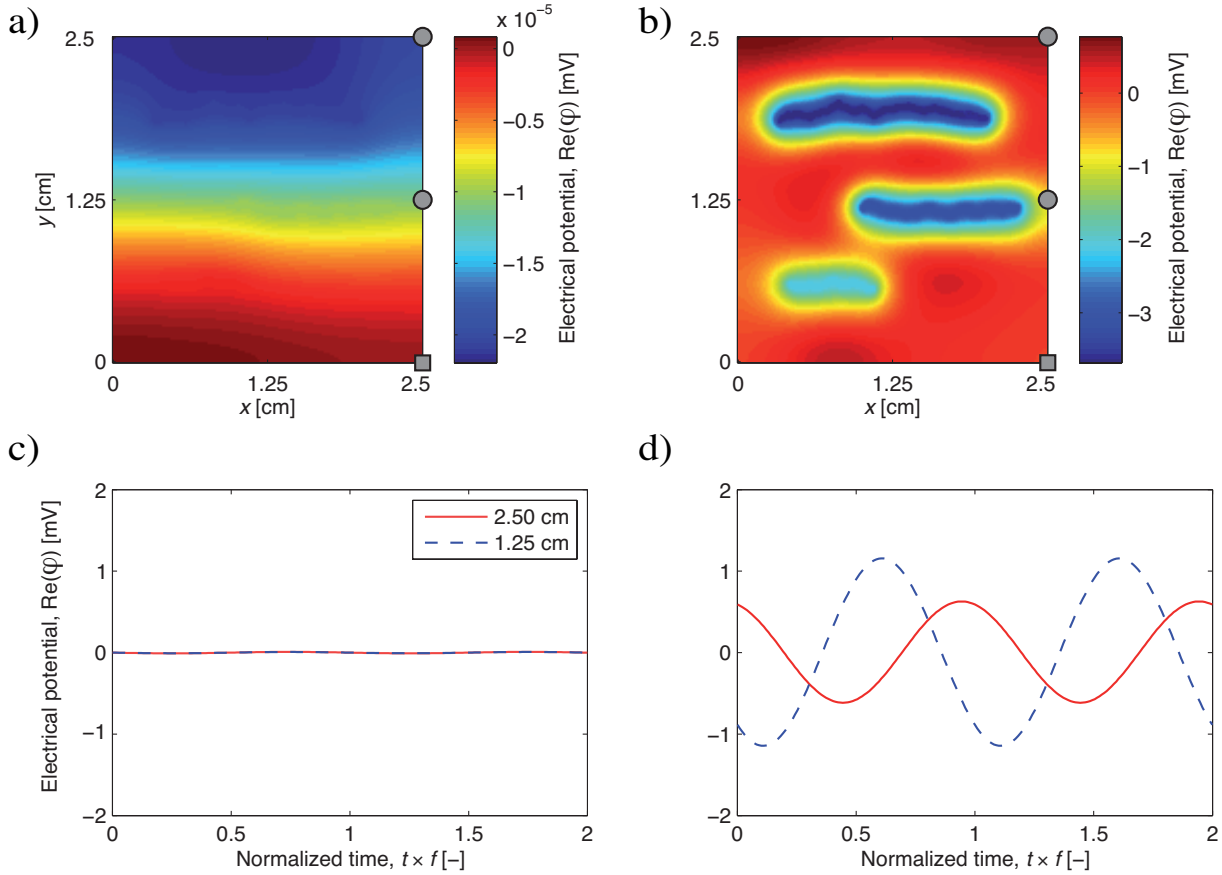 a)
x 10⁻⁵
2.5
1.25
0
y [cm]
0 1.25 2.5
x [cm]
0
−0.5
−1
−1.5
−2
Electrical potential, Re(φ) [mV]
b)
2.5
1.25
0
0 1.25 2.5
x [cm]
0
−1
−2
−3
Electrical potential, Re(φ) [mV]
c)
2
1
0
−1
−2
Electrical potential, Re(φ) [mV]
2.50 cm
1.25 cm
0 0.5 1 1.5 2
Normalized time, t × f [–]
d)
2
1
0
−1
−2
0 0.5 1 1.5 2
Normalized time, t × f [–]